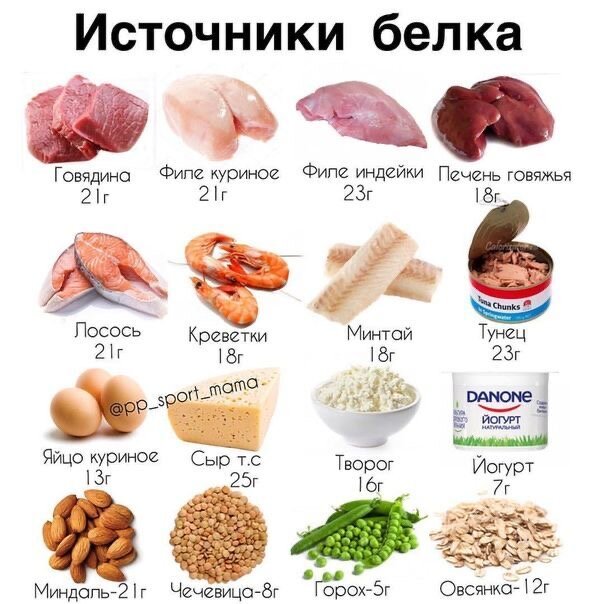 Источники белка
Говядина
21г
Филе куриное
21г
Филе индейки
23г
Печень говяжья
18г
Лосось
21г
Креветки
18г
Минтай
18г
Tuna Chunks
in Springwater
Тунец
23г
@pp_sport_mama
Яйцо куриное
13г
Сыр т.с
25г
Творог
16г
DANONE
ЙОГУРТ
НАТУРАЛЬНЫЙ
Йогурт
7г
Миндаль-21г
Чечевица-8г
Горох-5г
Овсянка-12г